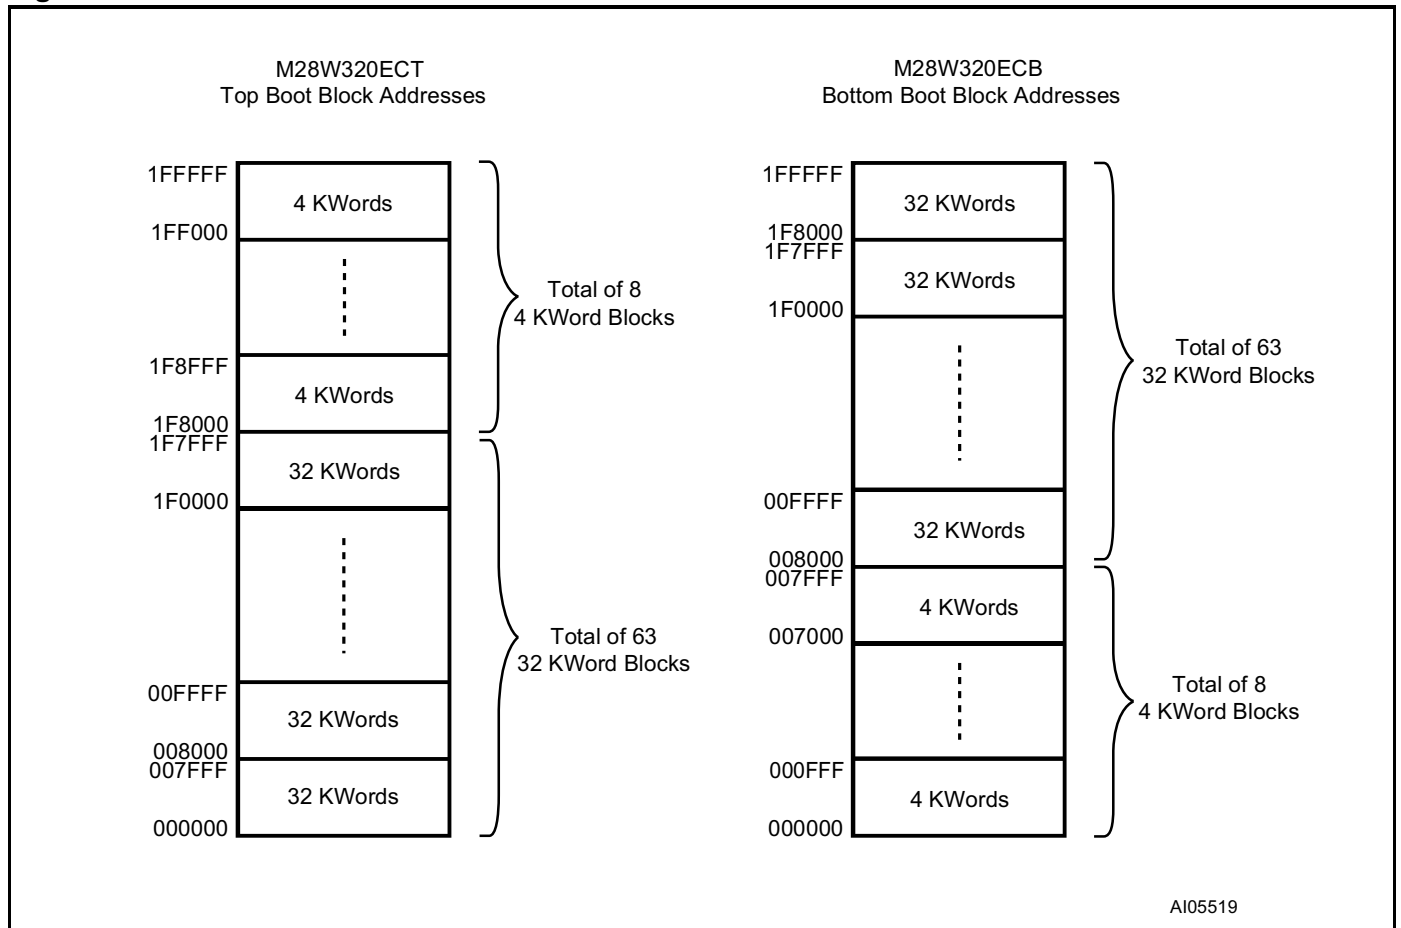 M28W320ECT
Top Boot Block Addresses
1FFFFF
4 KWords
1FF000
Total of 8
4 KWord Blocks
1F8FFF
4 KWords
1F8000
1F7FFF
32 KWords
1F0000
Total of 63
32 KWord Blocks
00FFFF
32 KWords
008000
007FFF
32 KWords
000000
M28W320ECB
Bottom Boot Block Addresses
1FFFFF
32 KWords
1F8000
1F7FFF
32 KWords
1F0000
Total of 63
32 KWord Blocks
00FFFF
32 KWords
008000
007FFF
4 KWords
007000
Total of 8
4 KWord Blocks
000FFF
4 KWords
000000
AI05519